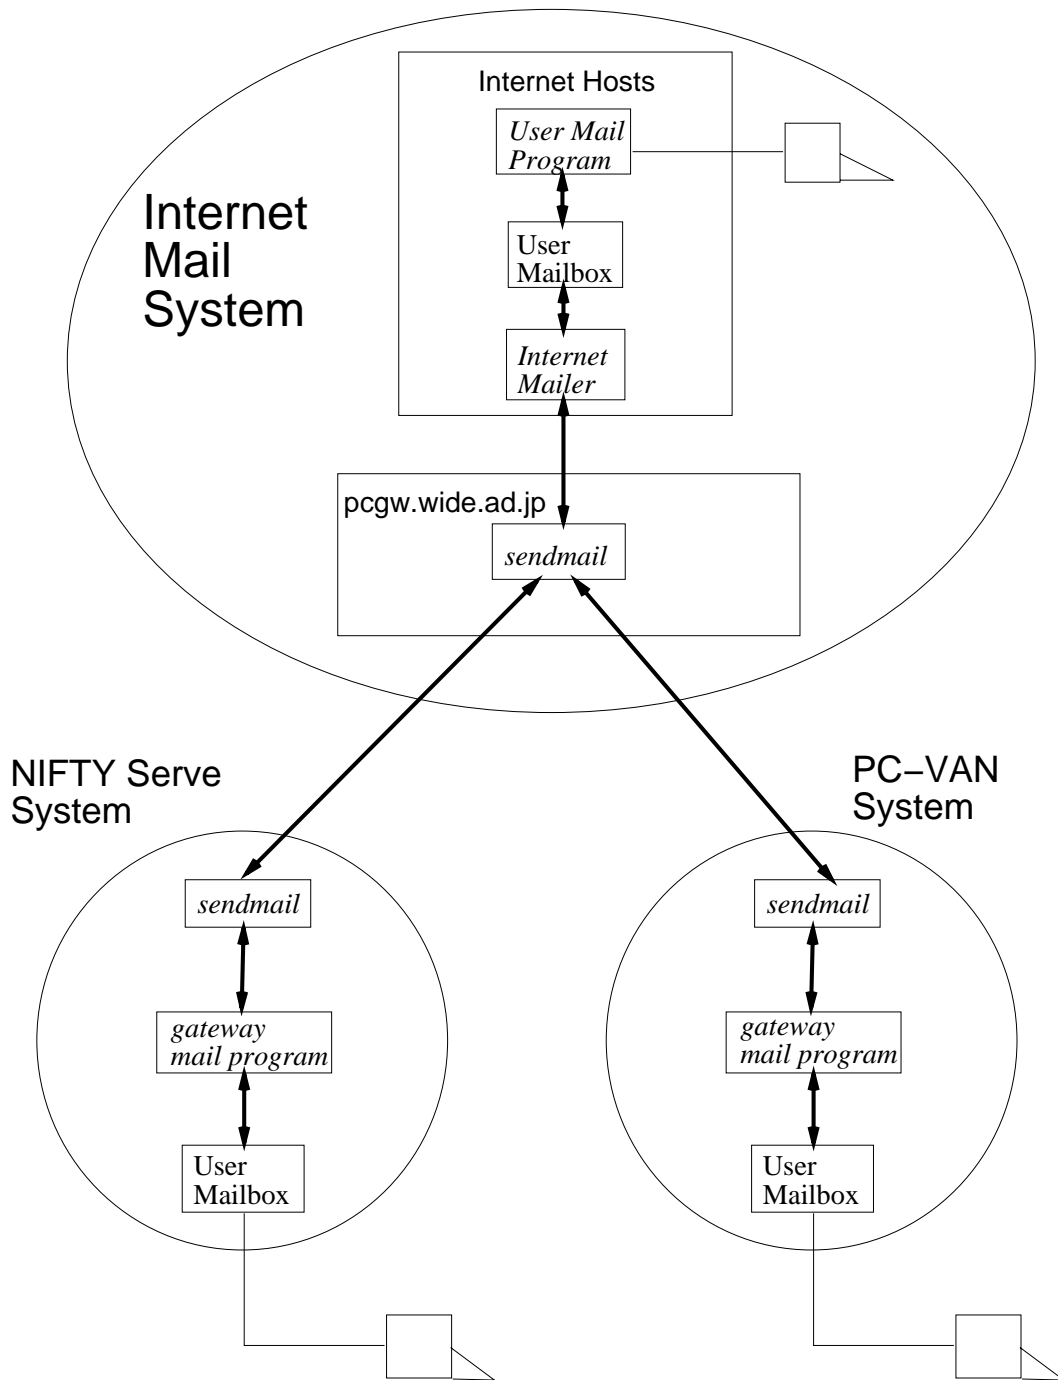 Internet Hosts
User Mail
Program
Internet
Mail
System
User
Mailbox
Internet
Mailer
pcgw.wide.ad.jp
sendmail
NIFTY Serve
System
PC−VAN
System
sendmail
gateway
mail program
User
Mailbox
sendmail
gateway
mail program
User
Mailbox